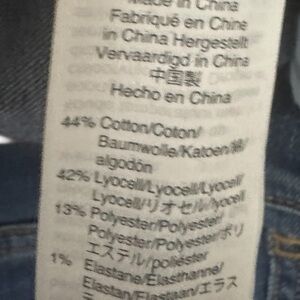 Made in China
Fabriqué en Chine
in China Hergestellt
Vervaardigd in China
中国製
Hecho en China
44% Cotton/Coton/
Baumwolle/Katoen/綿/
algodón
42% Lyocell/Lyocell/Lyocell/
Lyocell/リオセル/lyocell
13% Polyester/Polyester/
Polyester/Polyester/ポリ
エステル/poliéster
1% Elastane/Elasthanne/
Elastan/Elastaan/エラス